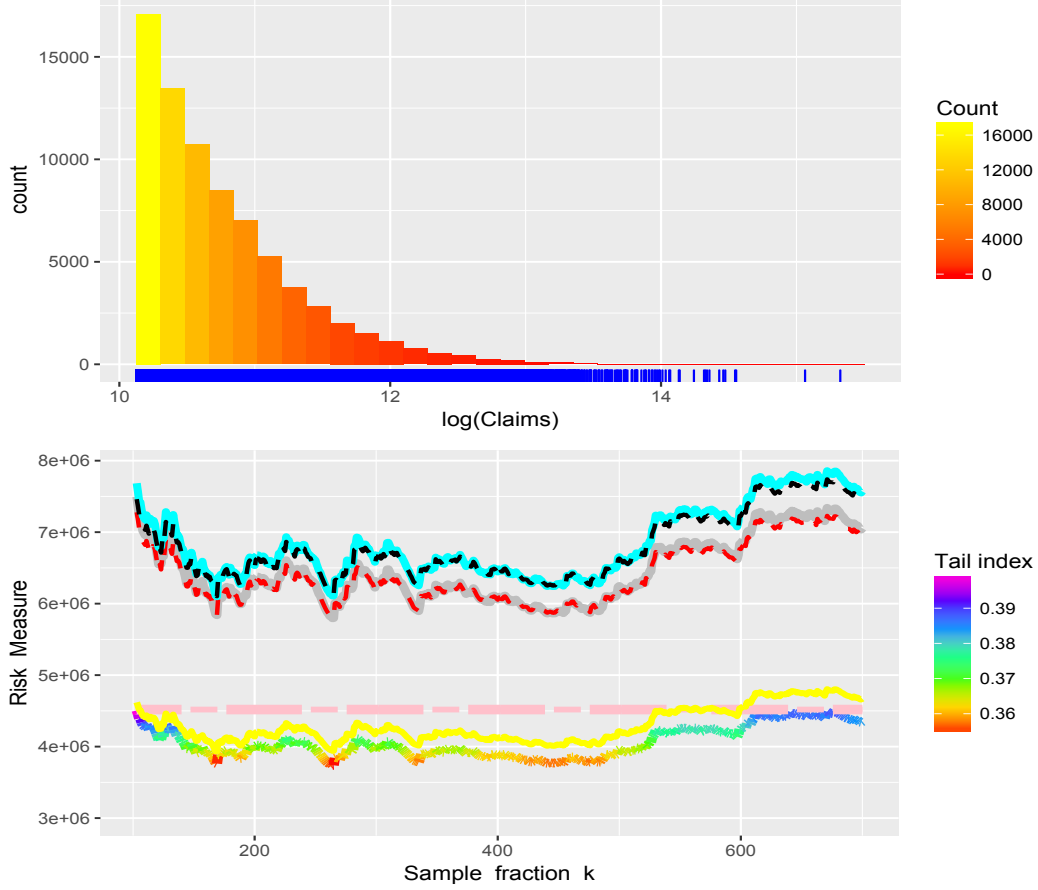 15000
10000
5000
0
count
10
12
14
log(Claims)
Count
16000
8000
4000
0
8e+06
7e+06
6e+06
5e+06
4e+06
3e+06
Risk Measure
200
400
600
Sample fraction k
Tail index
0.39
0.38
0.37
0.36